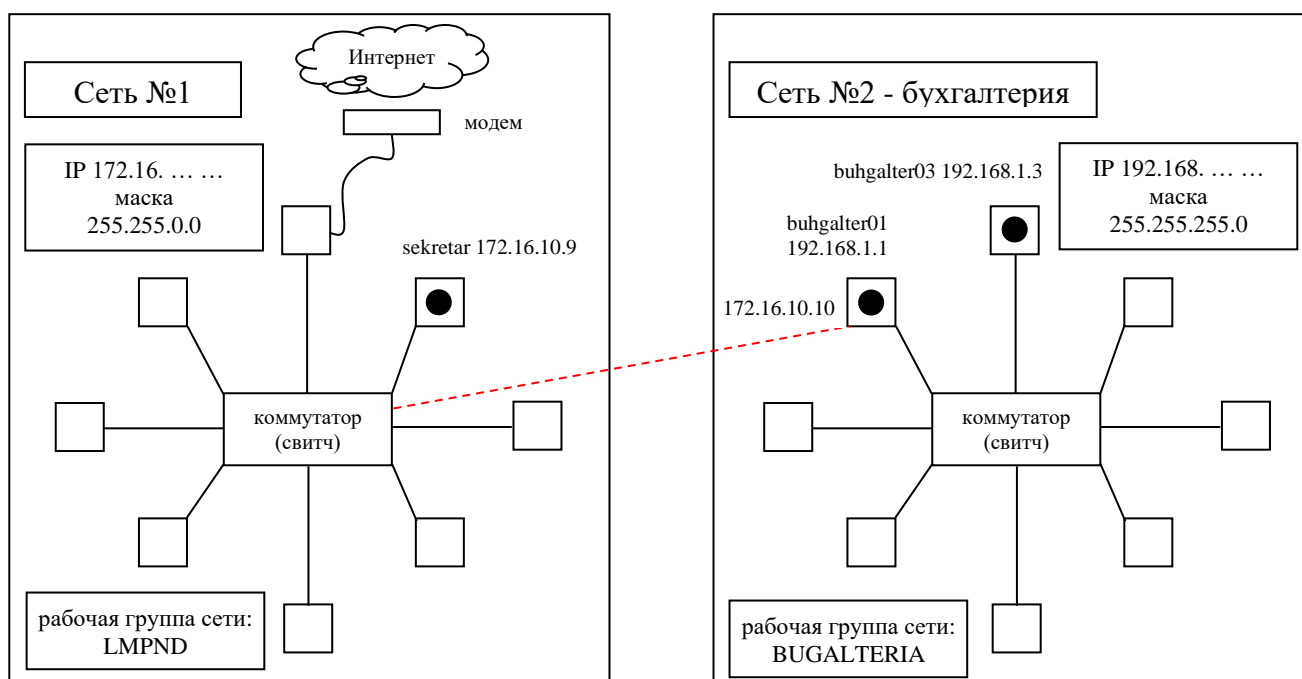 Интернет
Сеть №1
модем
IP 172.16. … …
маска
255.255.0.0
sekretar 172.16.10.9
коммутатор
(свитч)
рабочая группа сети:
LMPND
Сеть №2 - бухгалтерия
buhgalter03 192.168.1.3
IP 192.168. … …
маска
255.255.255.0
buhgalter01
192.168.1.1
172.16.10.10
коммутатор
(свитч)
рабочая группа сети:
BUGALTERIA